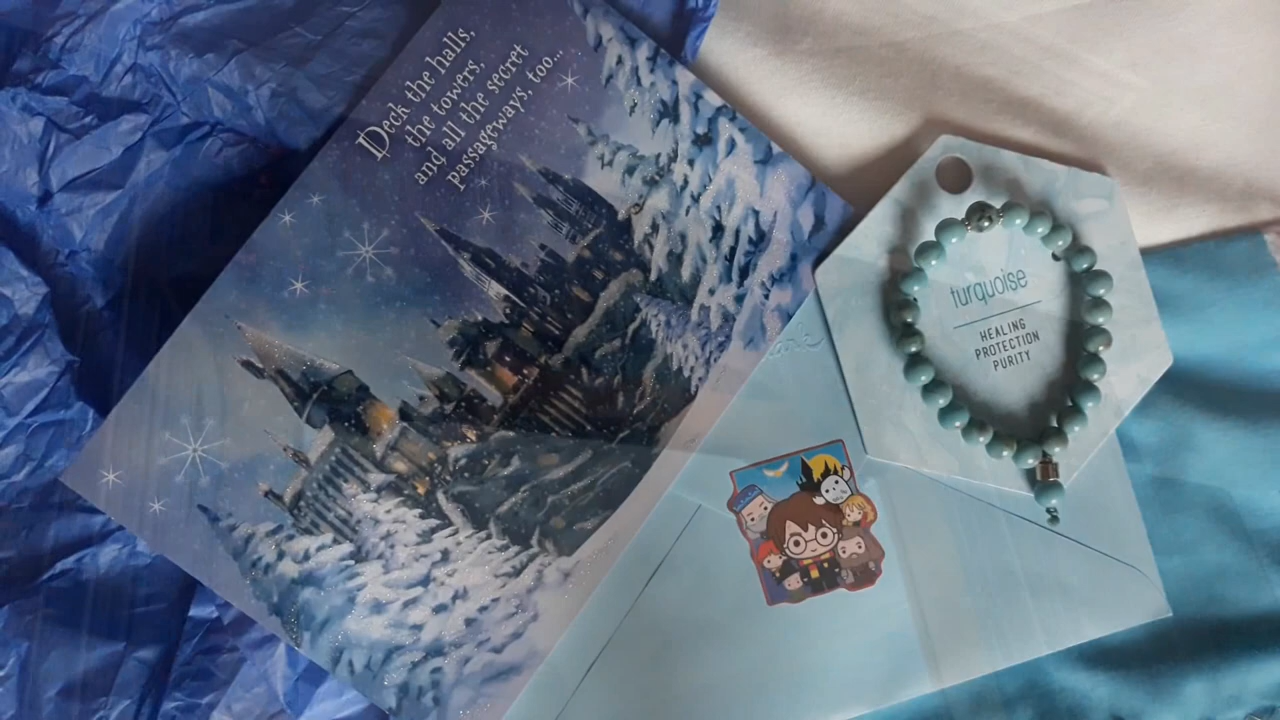 Deck the halls,
the towers,
and all the secret
passageways, too...
turquoise
HEALING
PROTECTION
PURITY